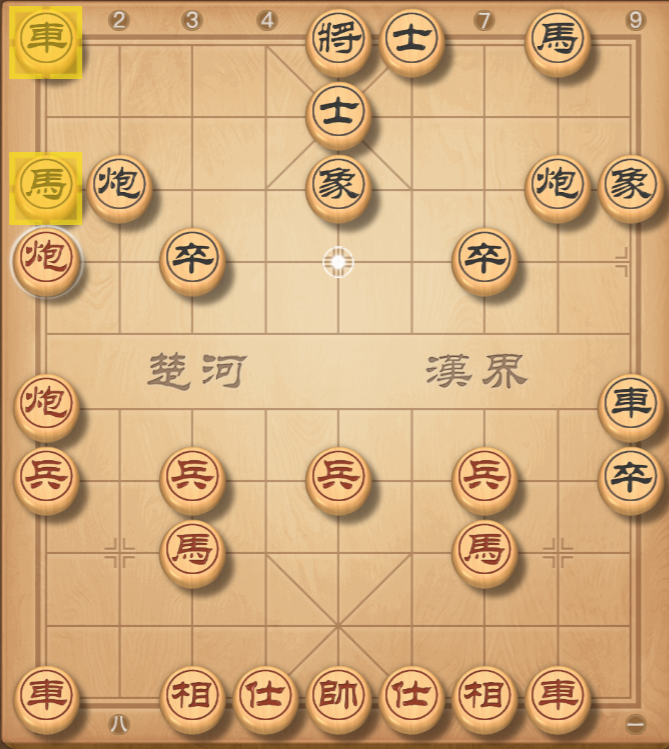 2 3 4 7 9
車 將 士 馬
士
馬 炮 象 炮 象
炮 卒 卒
楚河 漢界
炮 車
兵 兵 兵 兵 卒
馬 馬
車 相 仕 帥 仕 相 車
八 一